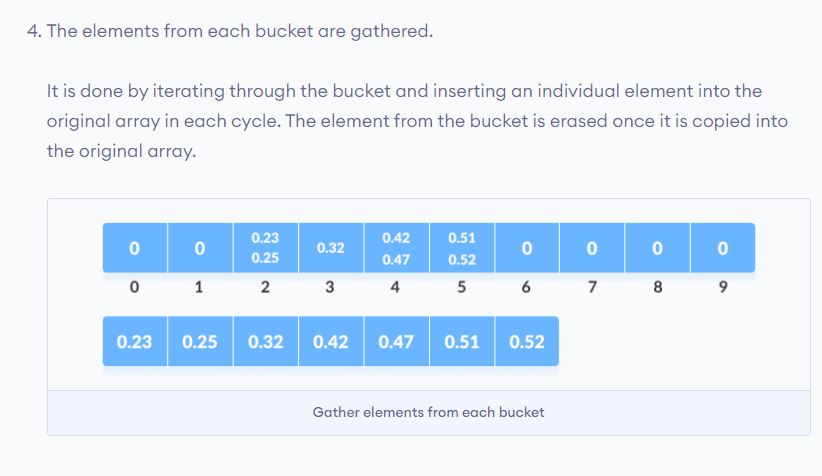 4. The elements from each bucket are gathered.
It is done by iterating through the bucket and inserting an individual element into the
original array in each cycle. The element from the bucket is erased once it is copied into
the original array.
0 0 0.23 0.32 0.42 0.51 0 0 0 0
0.25 0.47 0.52
0 1 2 3 4 5 6 7 8 9
0.23 0.25 0.32 0.42 0.47 0.51 0.52
Gather elements from each bucket